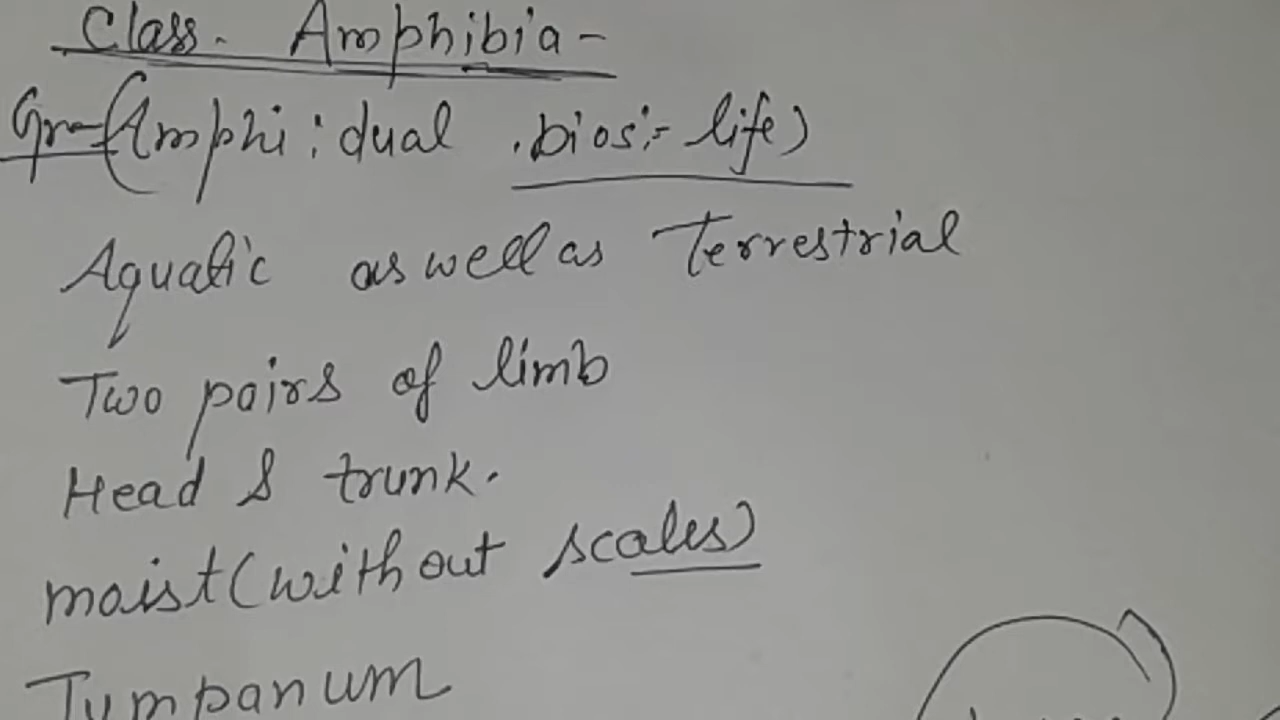 Class. Amphibia -
Gr-(Amphi: dual .bios:- life)
Aquatic as well as Terrestrial
Two pairs of limb
Head & trunk.
moist (without scales)
Tympanum